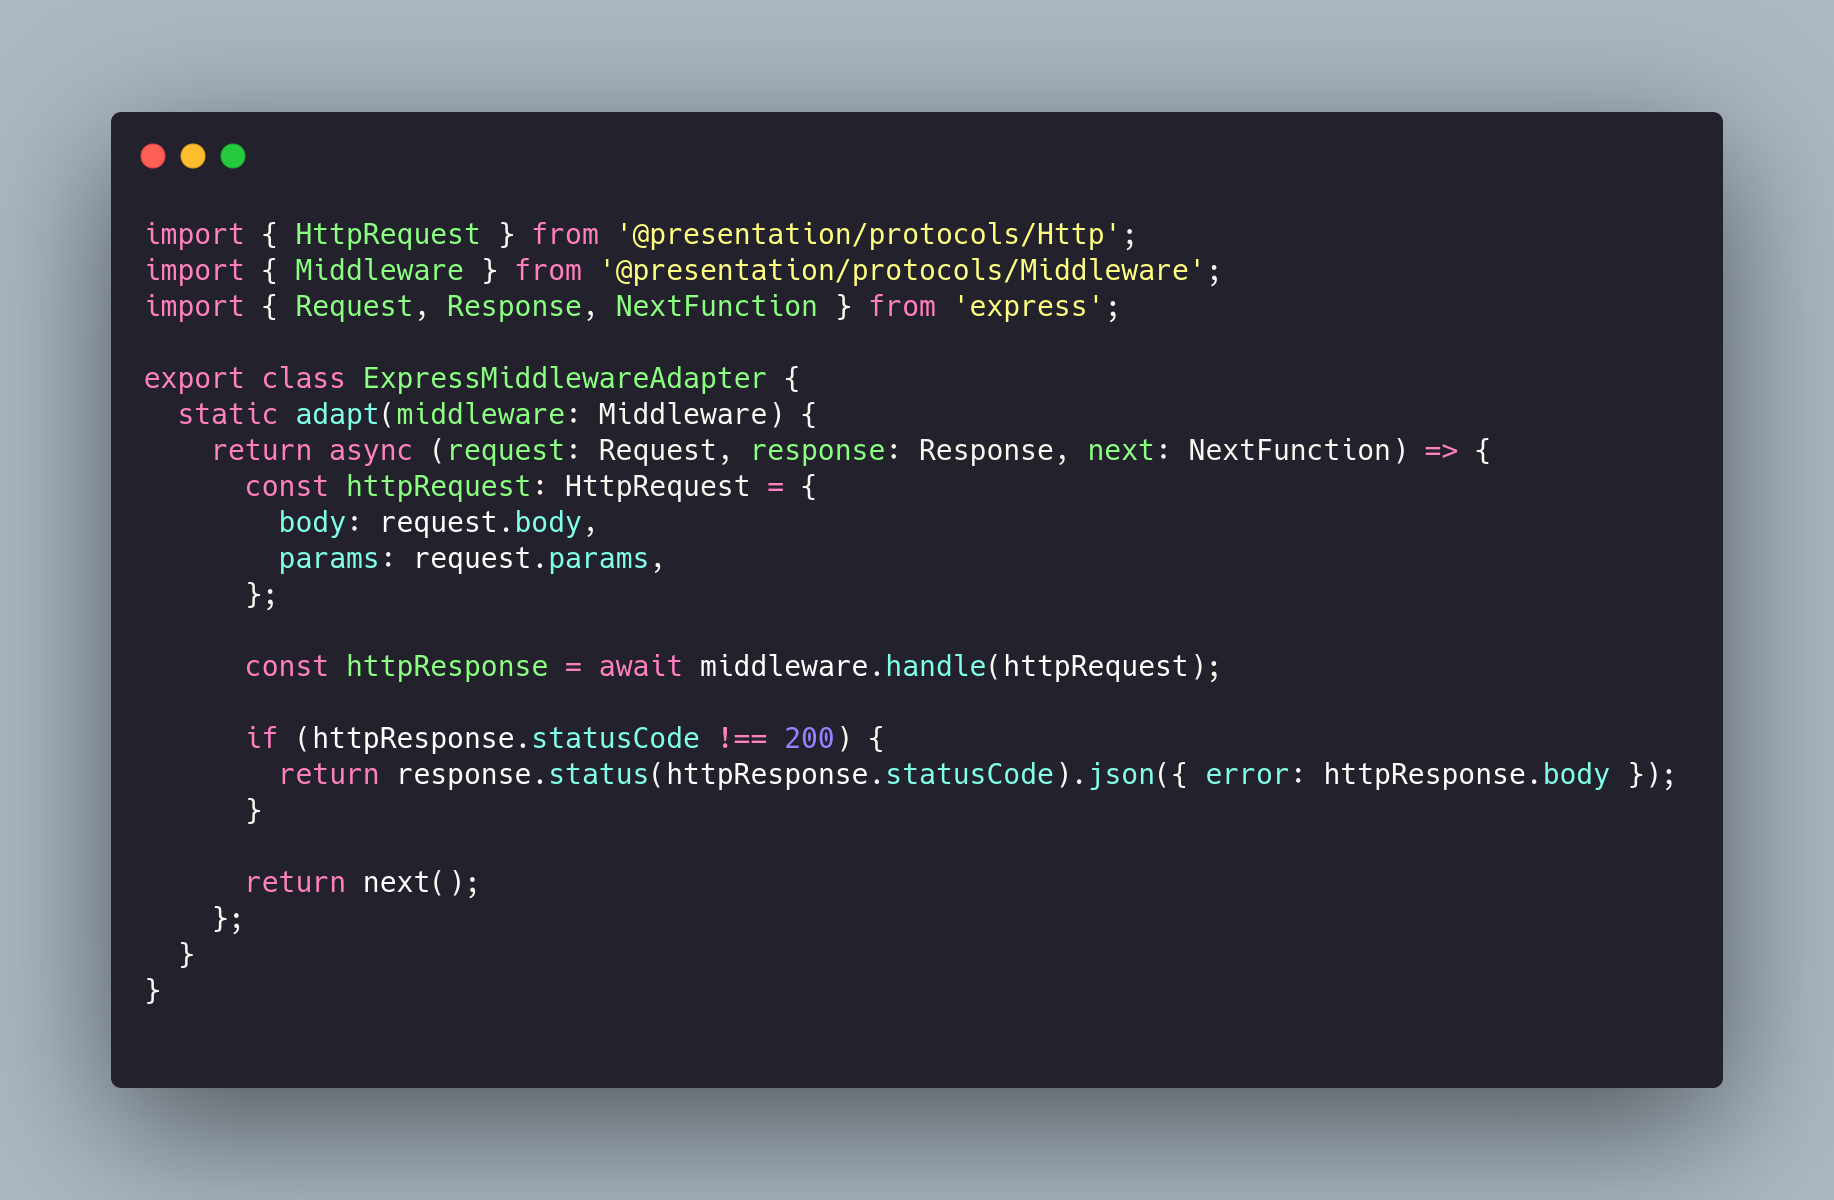 import { HttpRequest } from '@presentation/protocols/Http';
import { Middleware } from '@presentation/protocols/Middleware';
import { Request, Response, NextFunction } from 'express';

export class ExpressMiddlewareAdapter {
  static adapt(middleware: Middleware) {
    return async (request: Request, response: Response, next: NextFunction) => {
      const httpRequest: HttpRequest = {
        body: request.body,
        params: request.params,
      };

      const httpResponse = await middleware.handle(httpRequest);

      if (httpResponse.statusCode !== 200) {
        return response.status(httpResponse.statusCode).json({ error: httpResponse.body });
      }

      return next();
    };
  }
}